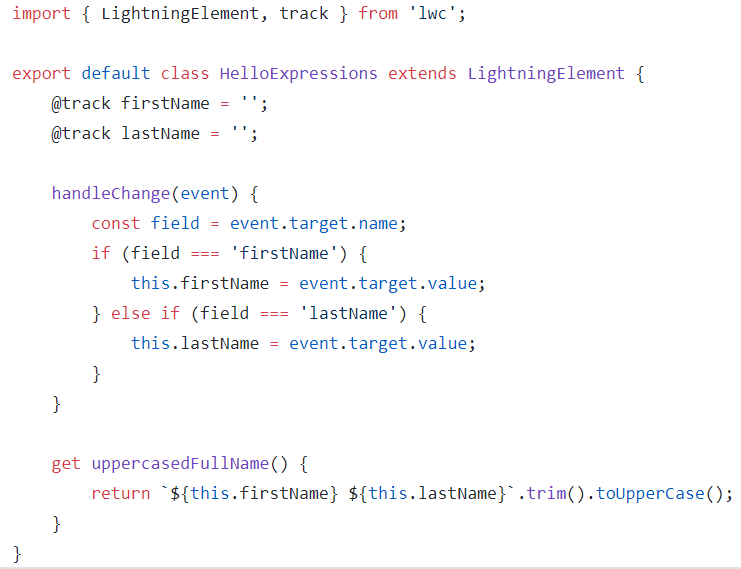 import { LightningElement, track } from 'lwc';

export default class HelloExpressions extends LightningElement {
    @track firstName = '';
    @track lastName = '';

    handleChange(event) {
        const field = event.target.name;
        if (field === 'firstName') {
            this.firstName = event.target.value;
        } else if (field === 'lastName') {
            this.lastName = event.target.value;
        }
    }

    get uppercasedFullName() {
        return `${this.firstName} ${this.lastName}`.trim().toUpperCase();
    }
}